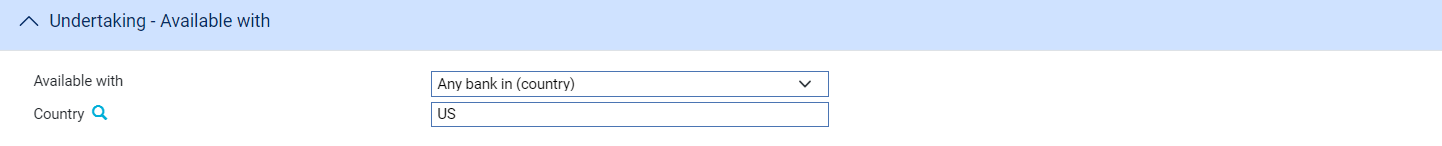 Undertaking - Available with
Available with
Any bank in (country)
Country
US